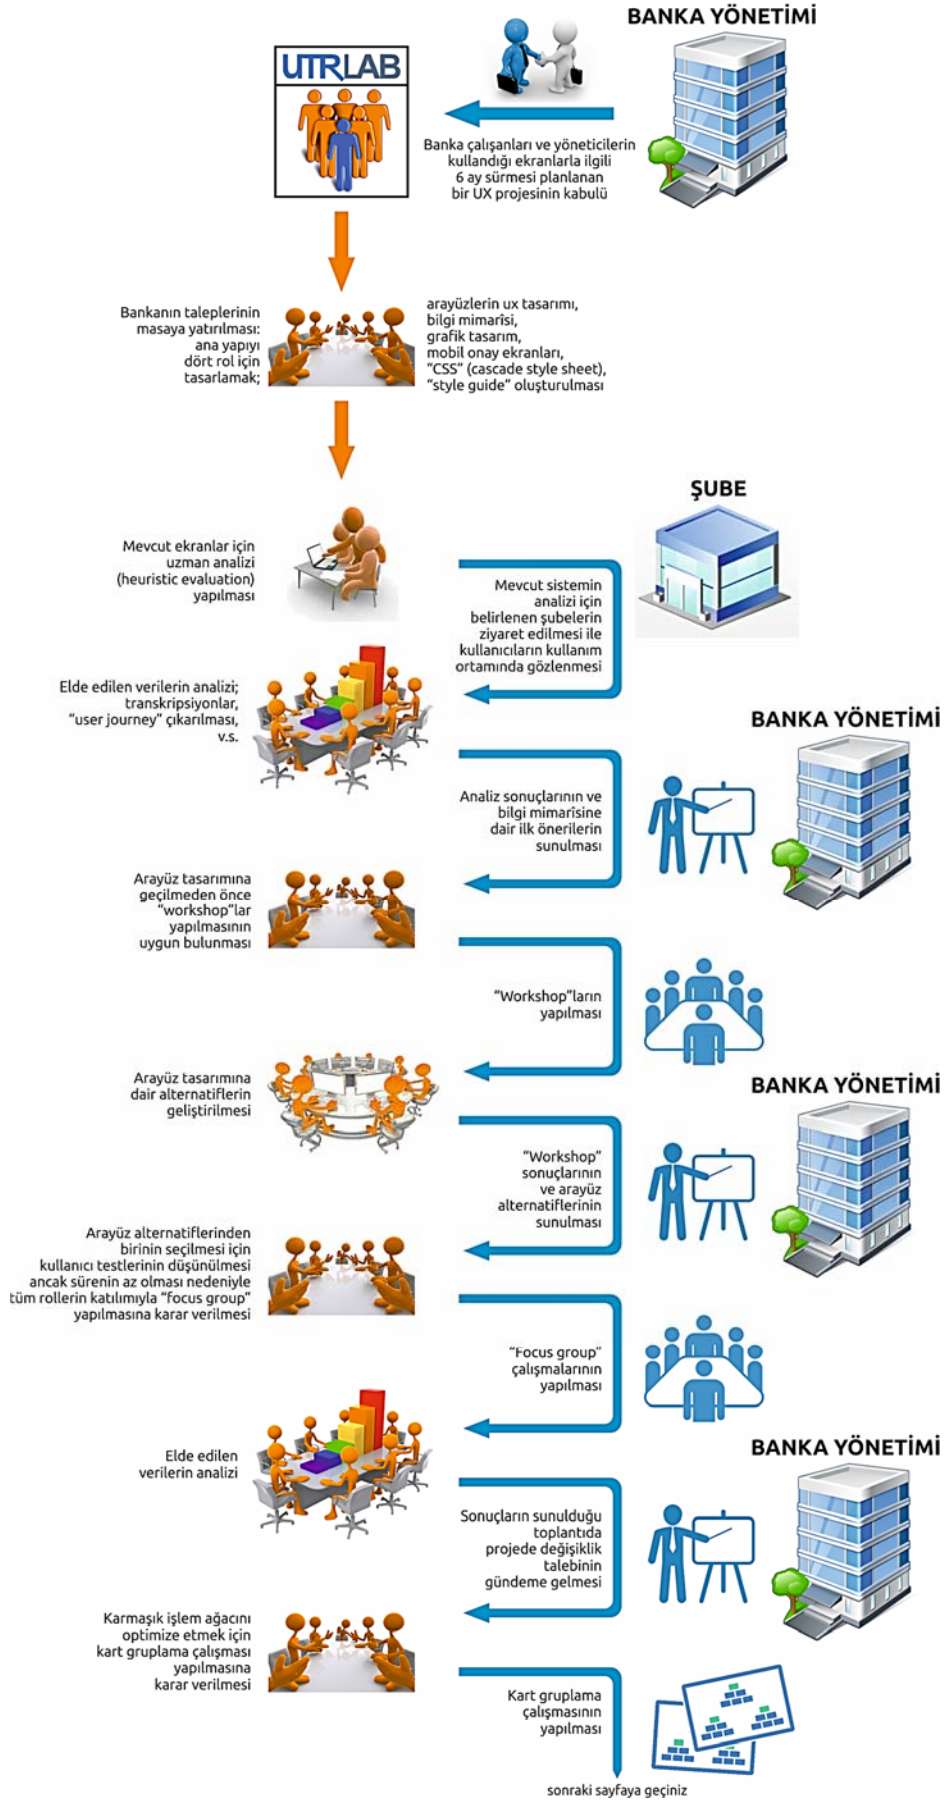 BANKA YÖNETİMİ
UTRLAB
Banka çalışanları ve yöneticilerin
kullandığı ekranlarla ilgili
6 ay sürmesi planlanan
bir UX projesinin kabulü
Bankanın taleplerinin
masaya yatırılması:
ana yapıyı
dört rol için
tasarlamak;
arayüzlerin ux tasarımı,
bilgi mimarîsi,
grafik tasarım,
mobil onay ekranları,
"CSS" (cascade style sheet),
"style guide" oluşturulması
ŞUBE
Mevcut ekranlar için
uzman analizi
(heuristic evaluation)
yapılması
Mevcut sistemin
analizi için
belirlenen şubelerin
ziyaret edilmesi ile
kullanıcıların kullanım
ortamında gözlenmesi
Elde edilen verilerin analizi;
transkripsiyonlar,
"user journey" çıkarılması,
v.s.
BANKA YÖNETİMİ
Analiz sonuçlarının ve
bilgi mimarîsine
dair ilk önerilerin
sunulması
Arayüz tasarımına
geçilmeden önce
"workshop"lar
yapılmasının
uygun bulunması
"Workshop"ların
yapılması
Arayüz tasarımına
dair alternatiflerin
geliştirilmesi
BANKA YÖNETİMİ
"Workshop"
sonuçlarının
ve arayüz
alternatiflerinin
sunulması
Arayüz alternatiflerinden
birinin seçilmesi için
kullanıcı testlerinin düşünülmesi
ancak sürenin az olması nedeniyle
tüm rollerin katılımıyla "focus group"
yapılmasına karar verilmesi
"Focus group"
çalışmalarının
yapılması
Elde edilen
verilerin analizi
BANKA YÖNETİMİ
Sonuçların sunulduğu
toplantıda
projede değişiklik
talebinin
gündeme gelmesi
Karmaşık işlem ağacını
optimize etmek için
kart gruplama çalışması
yapılmasına
karar verilmesi
Kart gruplama
çalışmasının
yapılması
sonraki sayfaya geçiniz